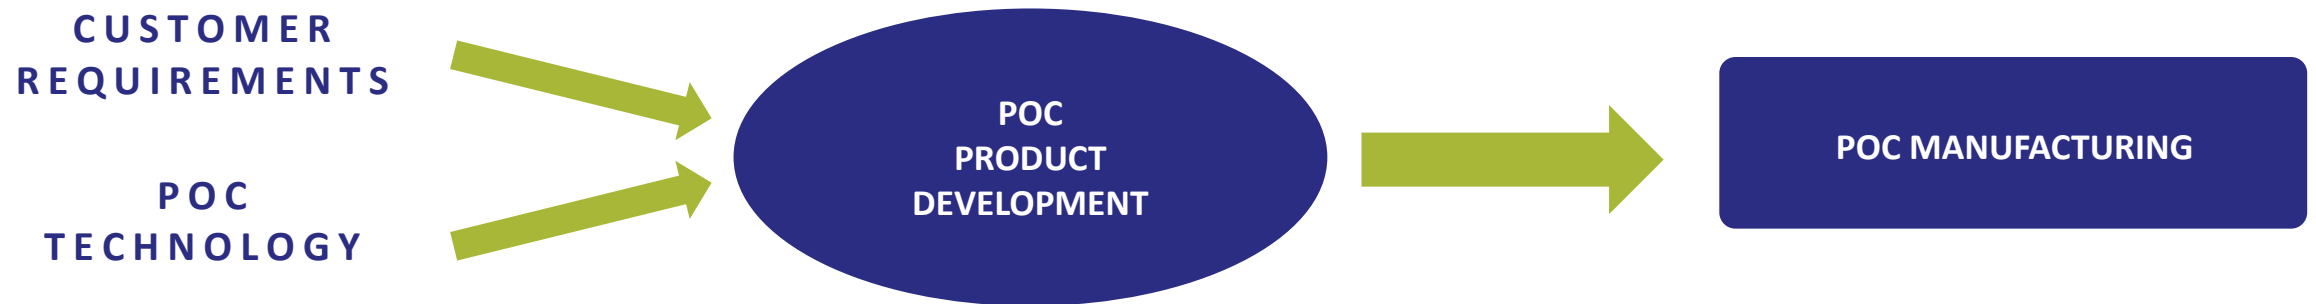 CUSTOMER
REQUIREMENTS
POC
TECHNOLOGY
POC
PRODUCT
DEVELOPMENT
POC MANUFACTURING